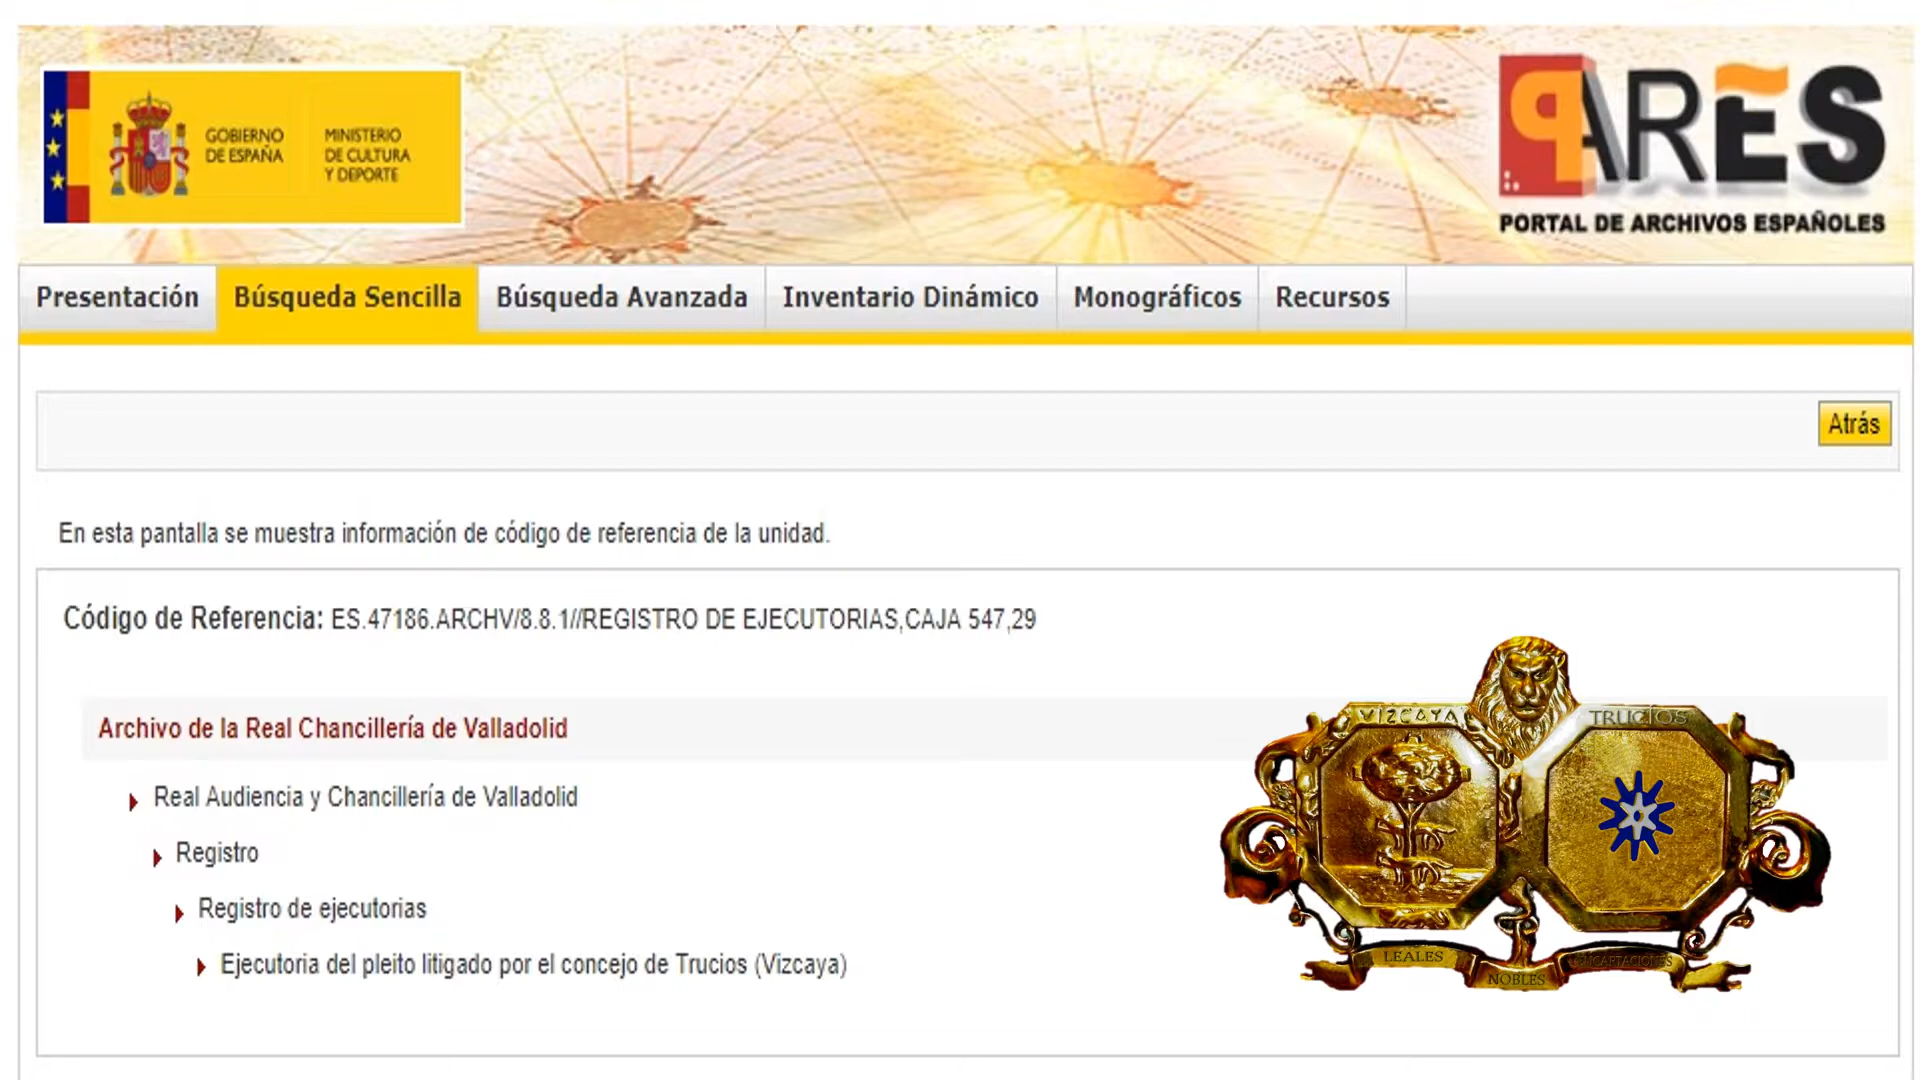 GOBIERNO
DE ESPAÑA
MINISTERIO
DE CULTURA
Y DEPORTE
PARES
PORTAL DE ARCHIVOS ESPAÑOLES
Presentación
Búsqueda Sencilla
Búsqueda Avanzada
Inventario Dinámico
Monográficos
Recursos
Atrás
En esta pantalla se muestra información de código de referencia de la unidad.
Código de Referencia: ES.47186.ARCHV/8.8.1//REGISTRO DE EJECUTORIAS,CAJA 547,29
Archivo de la Real Chancillería de Valladolid
Real Audiencia y Chancillería de Valladolid
Registro
Registro de ejecutorias
Ejecutoria del pleito litigado por el concejo de Trucios (Vizcaya)
VIZCAYA
TRUCIOS
LEALES
NOBLES
ENCARTACIONES